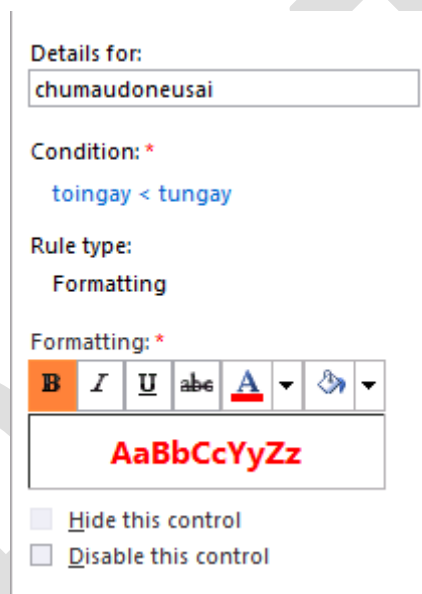 Details for:
chumaudoneusai
Condition: *
toingay < tungay
Rule type:
Formatting
Formatting: *
B I U abc A
AaBbCcYyZz
Hide this control
Disable this control